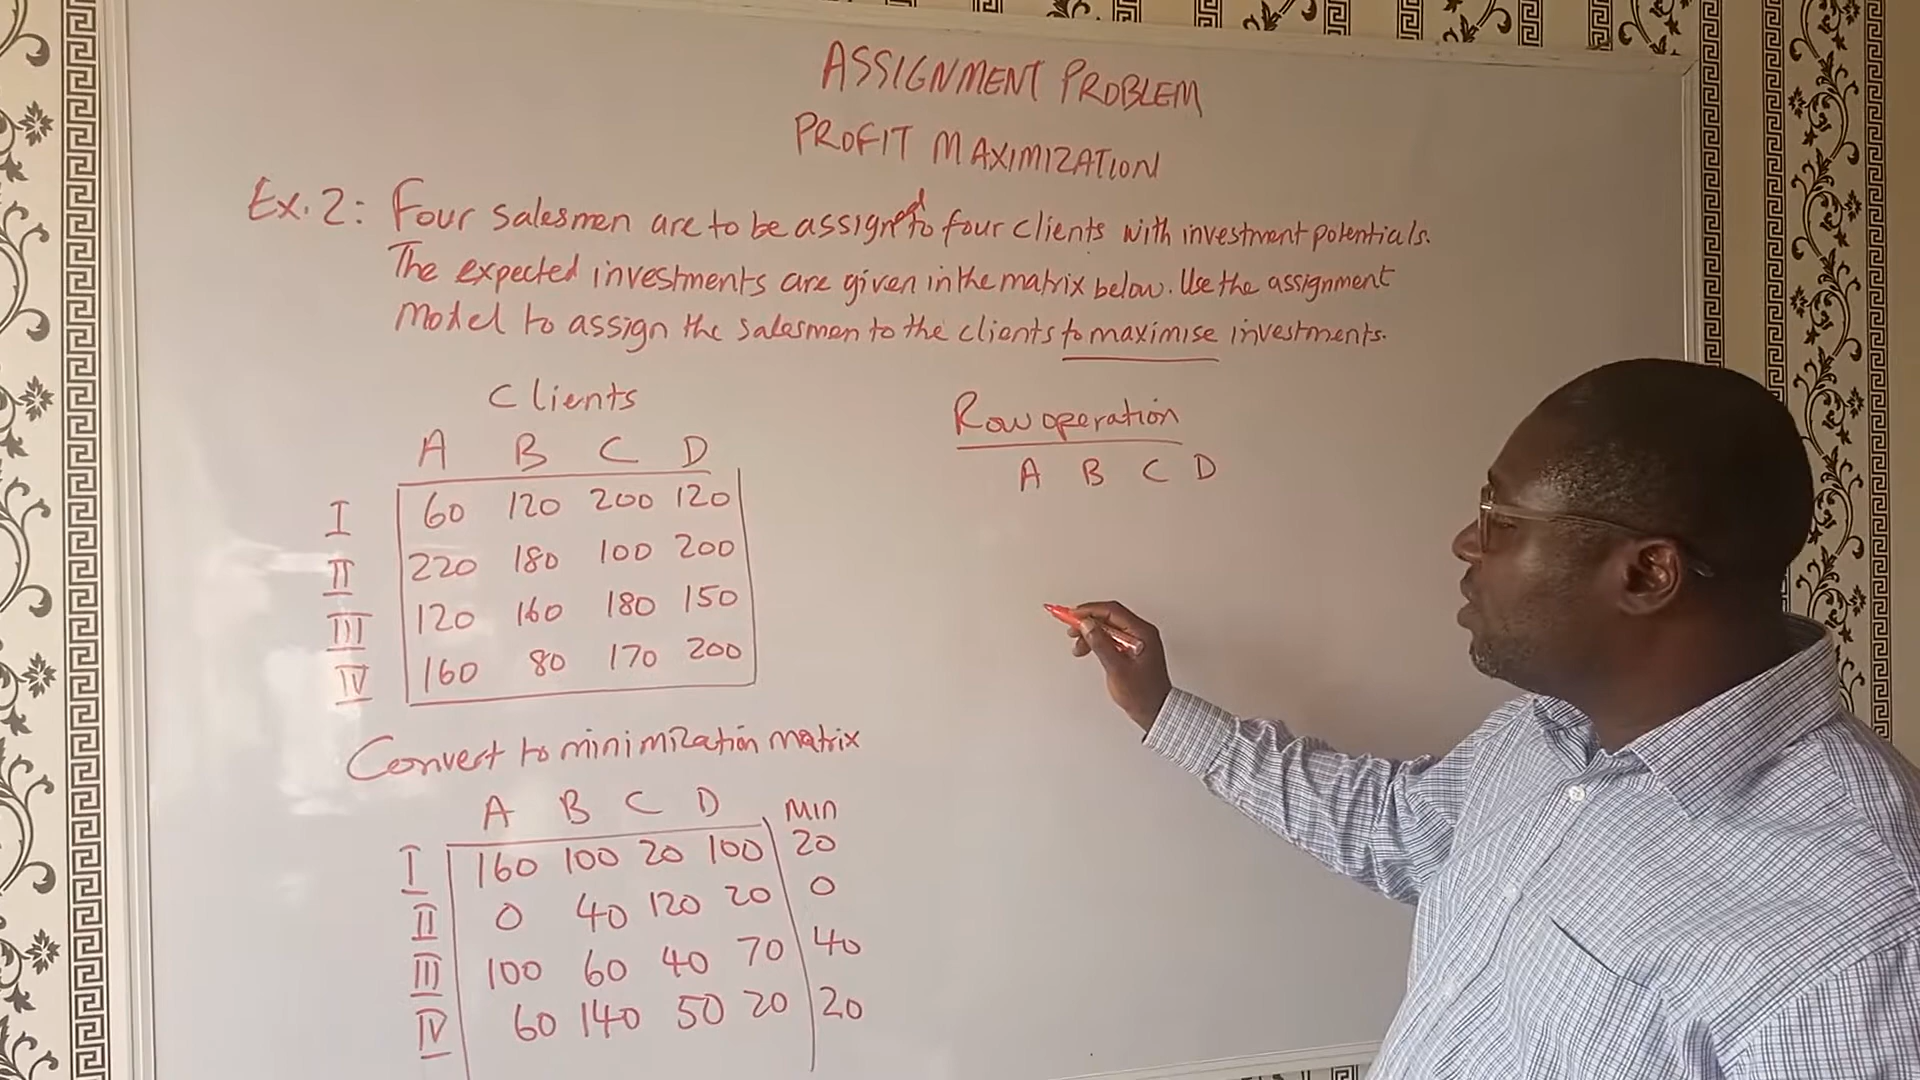 ASSIGNMENT PROBLEM
PROFIT MAXIMIZATION
Ex. 2: Four salesmen are to be assigned to four clients with investment potentials.
The expected investments are given in the matrix below. Use the assignment
model to assign the salesmen to the clients to maximise investments.
Clients
A B C D
I 60 120 200 120
II 220 180 100 200
III 120 160 180 150
IV 160 80 170 200
Convert to minimization matrix
A B C D Min
I 160 100 20 100 20
II 0 40 120 20 0
III 100 60 40 70 40
IV 60 140 50 20 20
Row operation
A B C D